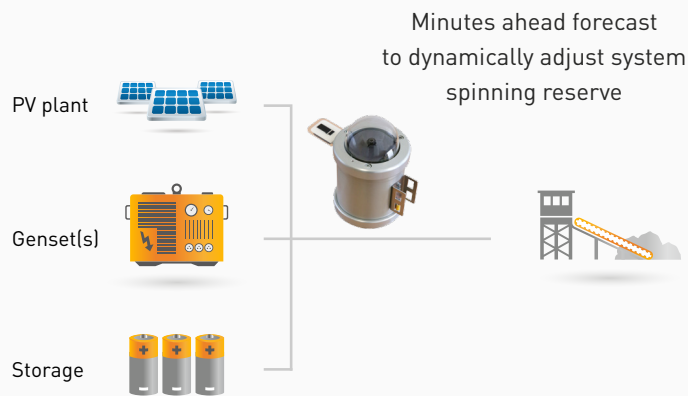 Minutes ahead forecast
to dynamically adjust system
spinning reserve
PV plant
Genset(s)
Storage